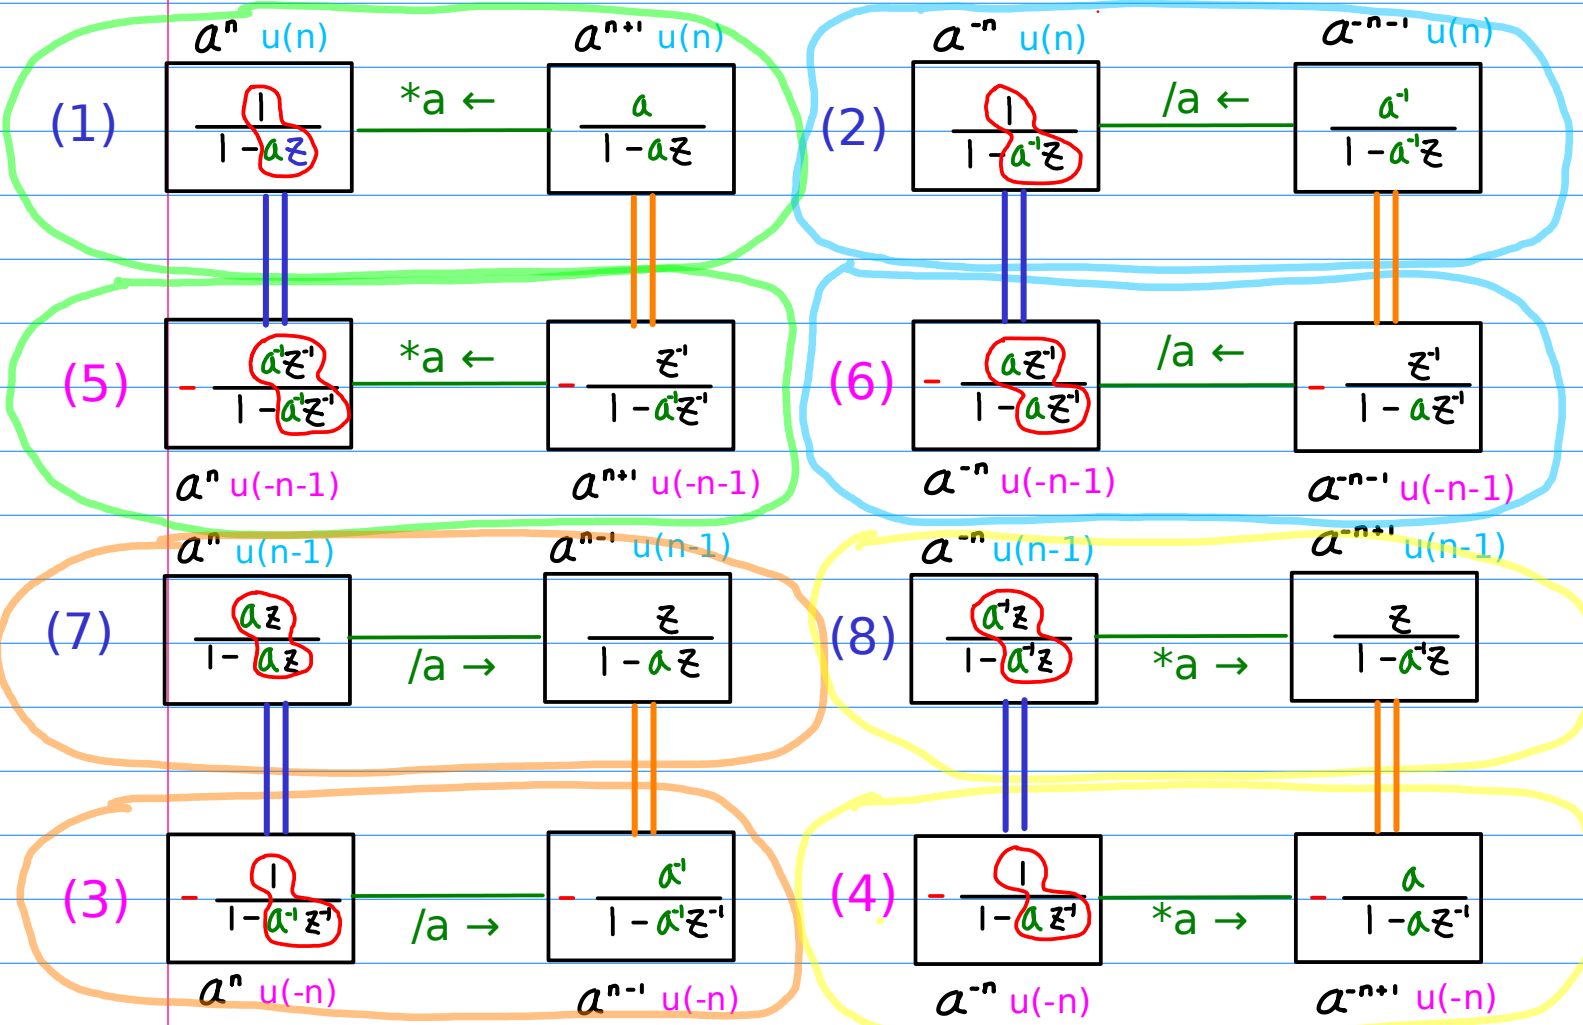 aⁿ u(n) aⁿ⁺¹ u(n) a⁻ⁿ u(n) a⁻ⁿ⁻¹ u(n)
(1) 1 / (1 - az) *a ← a / (1 - az) (2) 1 / (1 - a⁻¹z) /a ← a⁻¹ / (1 - a⁻¹z)
(5) - a⁻¹z⁻¹ / (1 - a⁻¹z⁻¹) *a ← - z⁻¹ / (1 - a⁻¹z⁻¹) (6) - az⁻¹ / (1 - az⁻¹) /a ← - z⁻¹ / (1 - az⁻¹)
aⁿ u(-n-1) aⁿ⁺¹ u(-n-1) a⁻ⁿ u(-n-1) a⁻ⁿ⁻¹ u(-n-1)
aⁿ u(n-1) aⁿ⁻¹ u(n-1) a⁻ⁿ u(n-1) a⁻ⁿ⁺¹ u(n-1)
(7) az / (1 - az) /a → z / (1 - az) (8) a⁻¹z / (1 - a⁻¹z) *a → z / (1 - a⁻¹z)
(3) - 1 / (1 - a⁻¹z⁻¹) /a → - a⁻¹ / (1 - a⁻¹z⁻¹) (4) - 1 / (1 - az⁻¹) *a → - a / (1 - az⁻¹)
aⁿ u(-n) aⁿ⁻¹ u(-n) a⁻ⁿ u(-n) a⁻ⁿ⁺¹ u(-n)